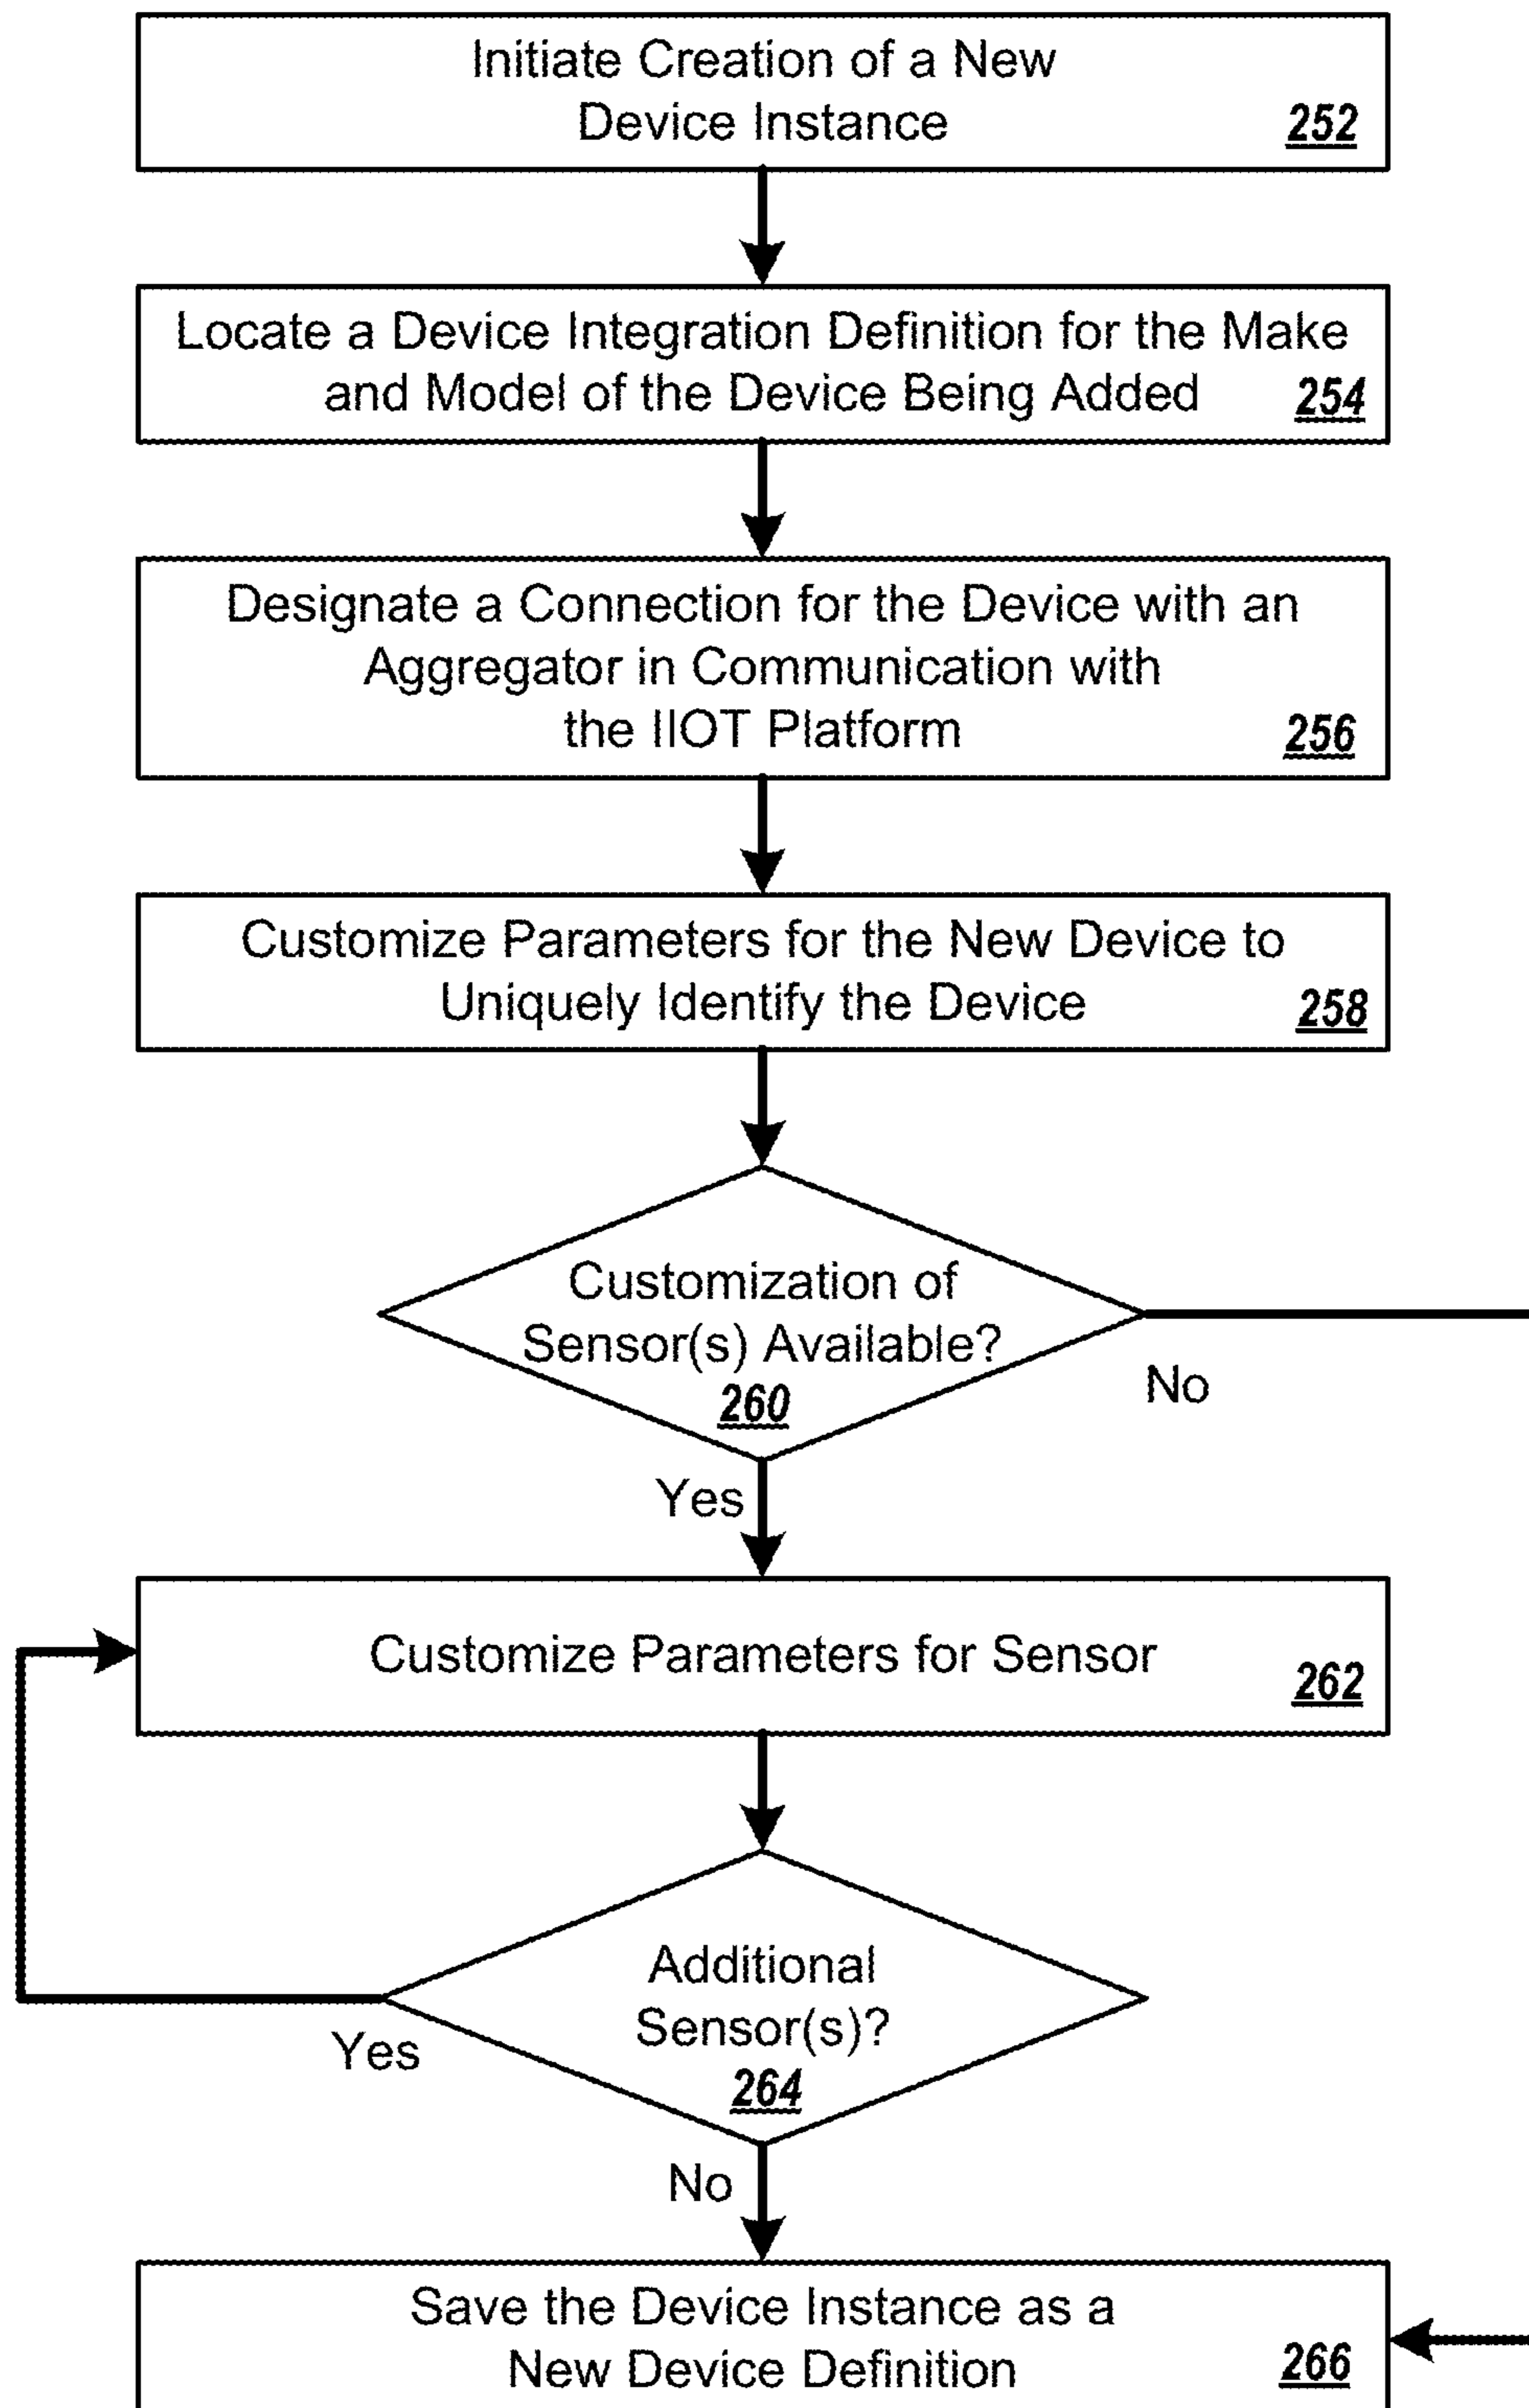 Initiate Creation of a New
Device Instance
252
Locate a Device Integration Definition for the Make
and Model of the Device Being Added
254
Designate a Connection for the Device with an
Aggregator in Communication with
the IIOT Platform
256
Customize Parameters for the New Device to
Uniquely Identify the Device
258
Customization of
Sensor(s) Available?
260
No
Yes
Customize Parameters for Sensor
262
Additional
Sensor(s)?
264
Yes
No
Save the Device Instance as a
New Device Definition
266